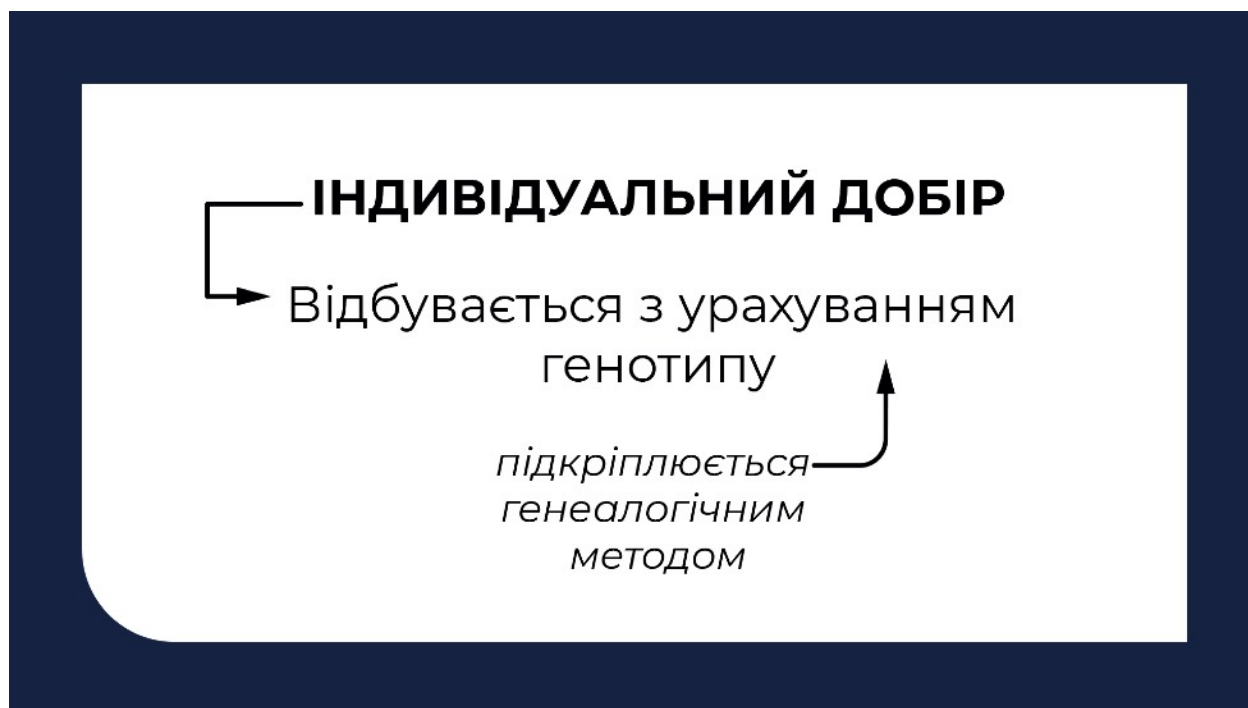 ІНДИВІДУАЛЬНИЙ ДОБІР
Відбувається з урахуванням
генотипу
підкріплюється
генеалогічним
методом